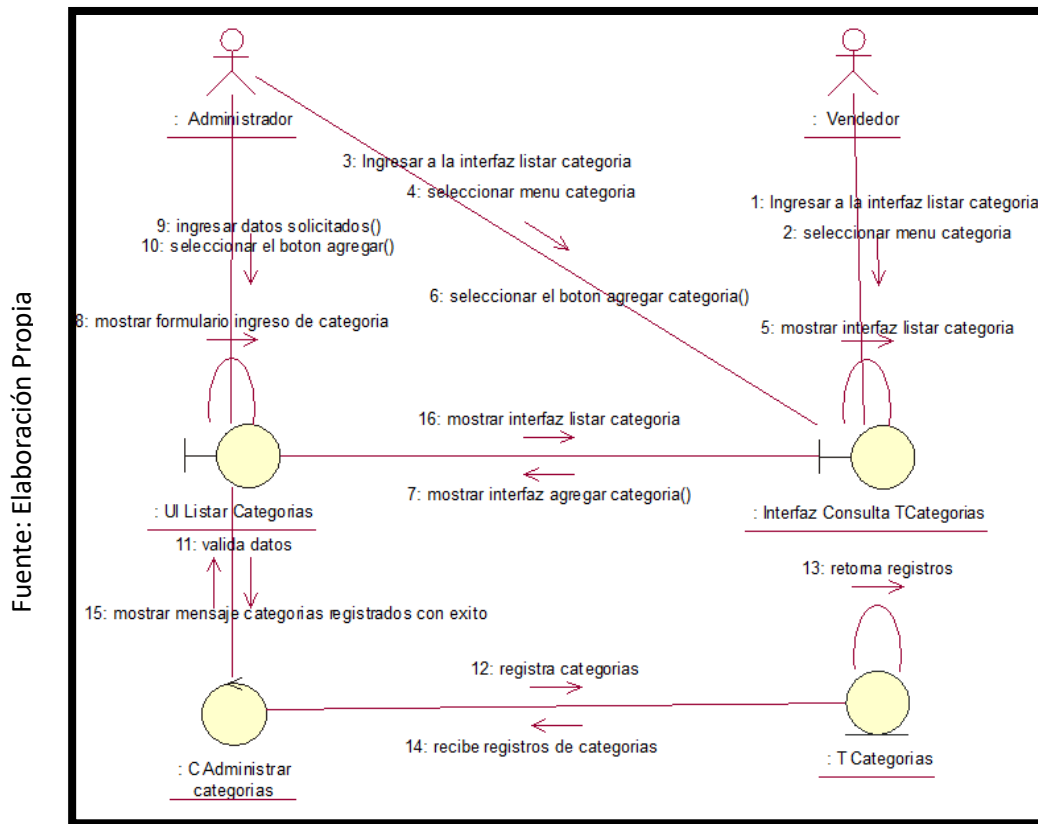 Fuente: Elaboración Propia
: Administrador
: Vendedor
3: Ingresar a la interfaz listar categoria
4: seleccionar menu categoria
1: Ingresar a la interfaz listar categoria
2: seleccionar menu categoria
9: ingresar datos solicitados()
10: seleccionar el boton agregar()
6: seleccionar el boton agregar categoria()
8: mostrar formulario ingreso de categoria
5: mostrar interfaz listar categoria
16: mostrar interfaz listar categoria
7: mostrar interfaz agregar categoria()
: UI Listar Categorias
: Interfaz Consulta TCategorias
11: valida datos
13: retorna registros
15: mostrar mensaje categorias registrados con exito
12: registra categorias
14: recibe registros de categorias
: C Administrar
categorias
: T Categorias